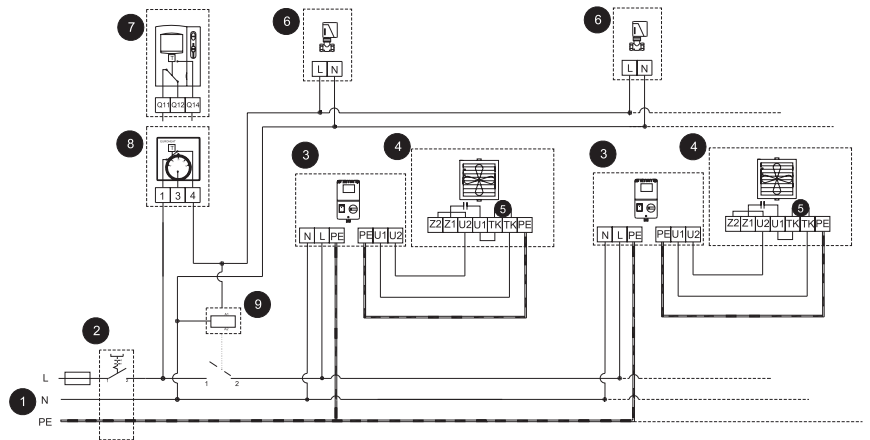 7
6
6
L N
L N
Q11 Q12 Q14
8
1 3 4
3
4
3
4
5
5
Z2 Z1 U2 U1 TK TK PE
Z2 Z1 U2 U1 TK TK PE
N L PE
PE U1 U2
N L PE
PE U1 U2
9
2
L
1 2
1
N
PE